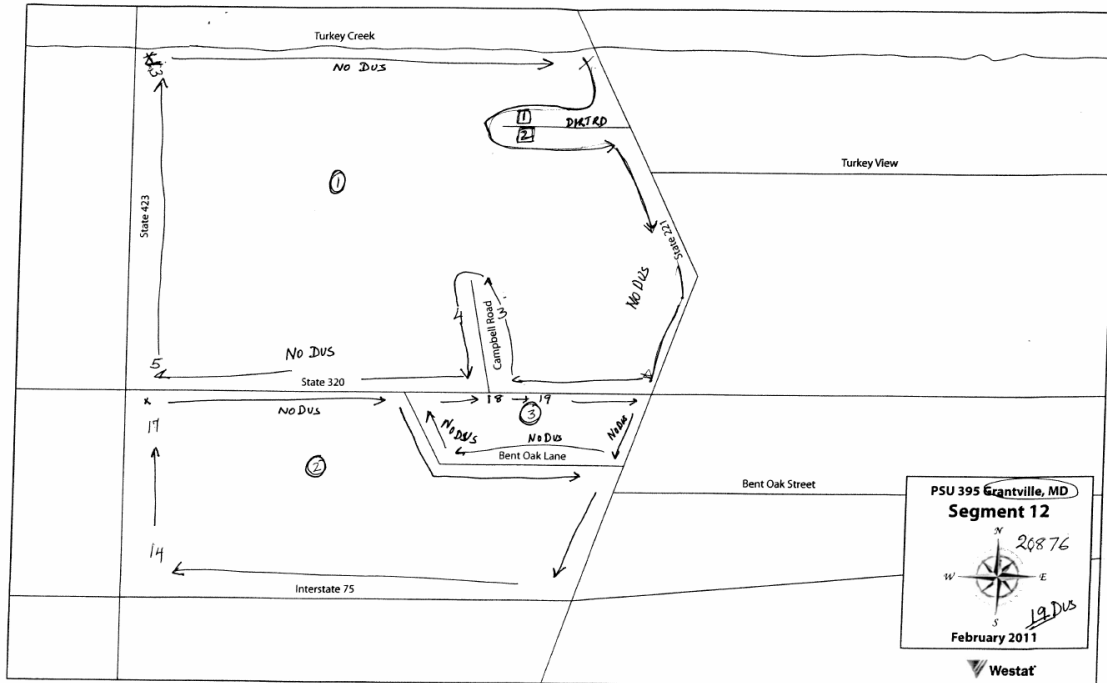 Turkey Creek
NO DUS
1
DIRT RD
2
Turkey View
1
State 423
State 221
NO DUS
4
Campbell Road
3
NO DUS
5
State 320
x
NO DUS
18
19
3
17
NO DUS
NO DUS
NO DUS
Bent Oak Lane
2
Bent Oak Street
14
Interstate 75
PSU 395 Grantville, MD
Segment 12
N
20876
W
E
S
19 DUS
February 2011
Westat